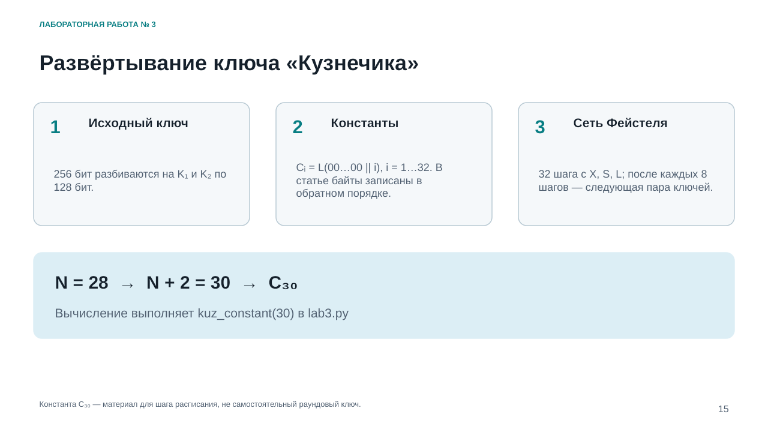 ЛАБОРАТОРНАЯ РАБОТА № 3
Развёртывание ключа «Кузнечика»
1
Исходный ключ
256 бит разбиваются на K₁ и K₂ по
128 бит.
2
Константы
Cᵢ = L(00…00 || i), i = 1…32. В
статье байты записаны в
обратном порядке.
3
Сеть Фейстеля
32 шага с X, S, L; после каждых 8
шагов — следующая пара ключей.
N = 28 → N + 2 = 30 → C₃₀
Вычисление выполняет kuz_constant(30) в lab3.py
Константа C₃₀ — материал для шага расписания, не самостоятельный раундовый ключ.
15